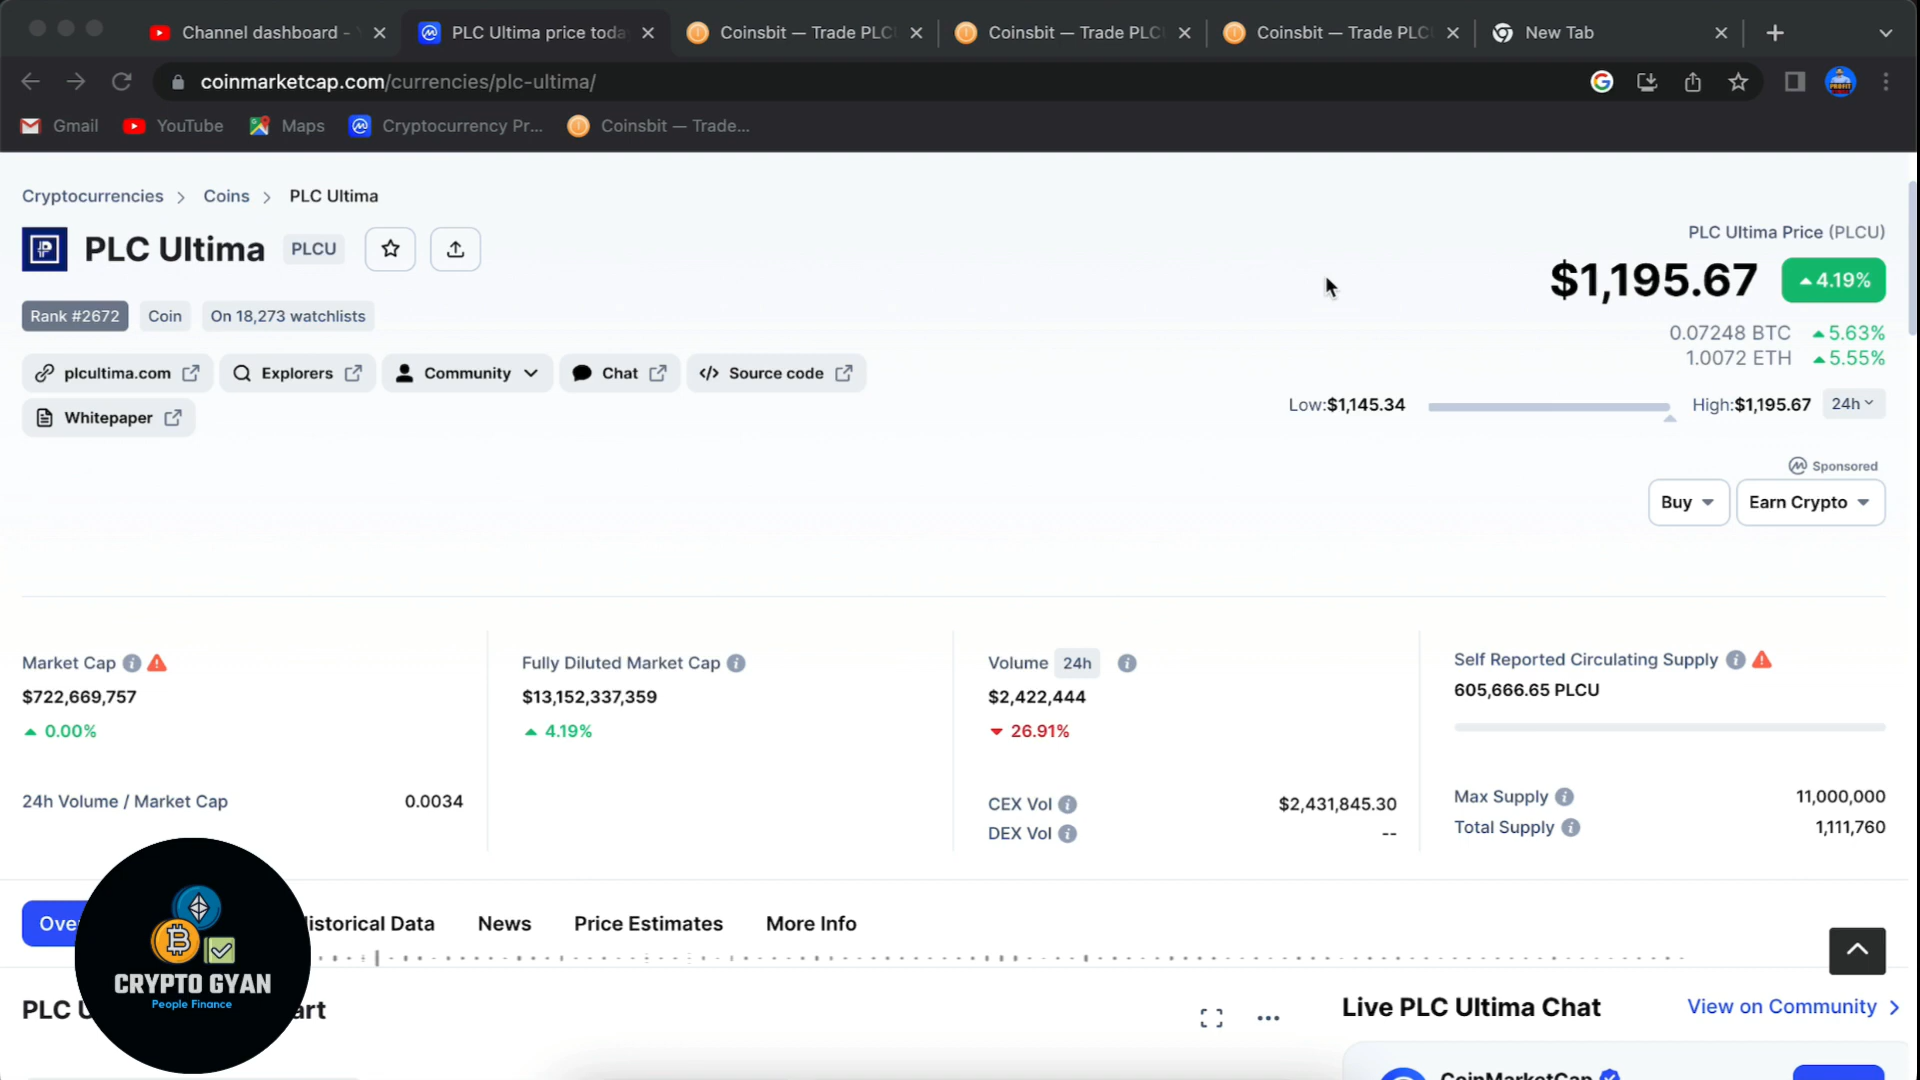 Channel dashboard -
PLC Ultima price toda
Coinsbit — Trade PLC
Coinsbit — Trade PLC
Coinsbit — Trade PLC
New Tab
coinmarketcap.com/currencies/plc-ultima/
Gmail
YouTube
Maps
Cryptocurrency Pr...
Coinsbit — Trade...
Cryptocurrencies > Coins > PLC Ultima
PLC Ultima PLCU
Rank #2672 Coin On 18,273 watchlists
plcultima.com Explorers Community Chat </> Source code
Whitepaper
PLC Ultima Price (PLCU)
$1,195.67 4.19%
0.07248 BTC 5.63%
1.0072 ETH 5.55%
Low:$1,145.34 High:$1,195.67 24h
Sponsored
Buy Earn Crypto
Market Cap
$722,669,757
0.00%
24h Volume / Market Cap 0.0034
Fully Diluted Market Cap
$13,152,337,359
4.19%
Volume 24h
$2,422,444
26.91%
CEX Vol $2,431,845.30
DEX Vol --
Self Reported Circulating Supply
605,666.65 PLCU
Max Supply 11,000,000
Total Supply 1,111,760
Ove istorical Data News Price Estimates More Info
PLC U art
CRYPTO GYAN
People Finance
Live PLC Ultima Chat View on Community >
CoinMarketCap